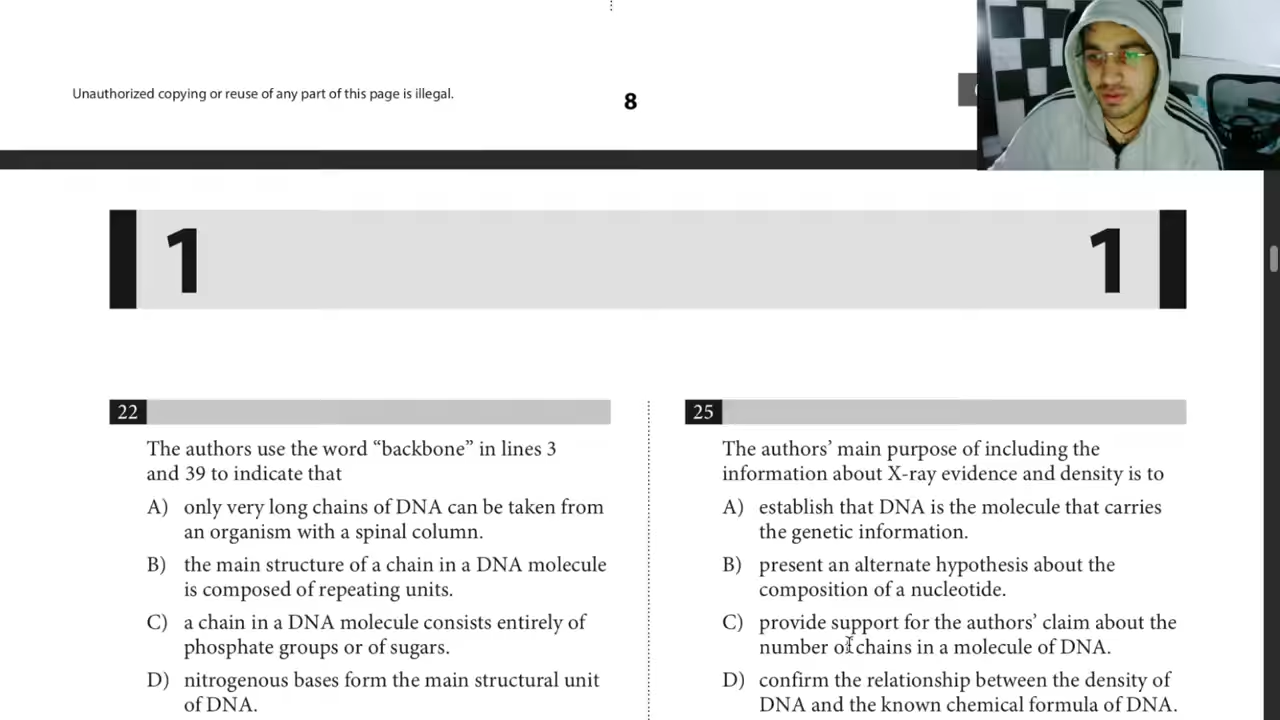 Unauthorized copying or reuse of any part of this page is illegal.
8
1
1
22
The authors use the word “backbone” in lines 3
and 39 to indicate that
A) only very long chains of DNA can be taken from
an organism with a spinal column.
B) the main structure of a chain in a DNA molecule
is composed of repeating units.
C) a chain in a DNA molecule consists entirely of
phosphate groups or of sugars.
D) nitrogenous bases form the main structural unit
of DNA.
25
The authors’ main purpose of including the
information about X-ray evidence and density is to
A) establish that DNA is the molecule that carries
the genetic information.
B) present an alternate hypothesis about the
composition of a nucleotide.
C) provide support for the authors’ claim about the
number of chains in a molecule of DNA.
D) confirm the relationship between the density of
DNA and the known chemical formula of DNA.